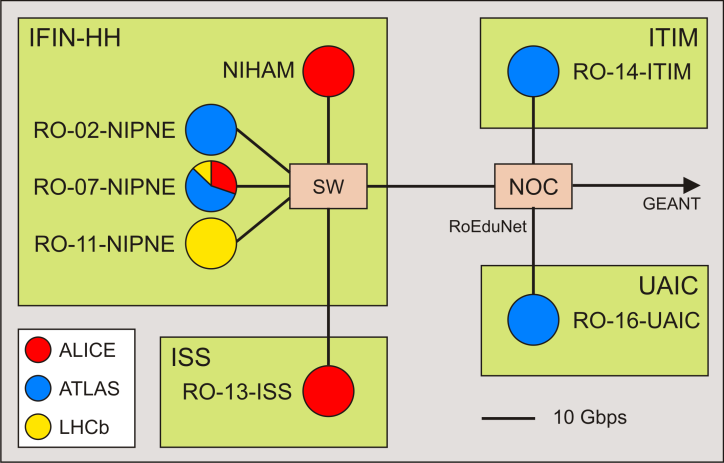 IFIN-HH
NIHAM
RO-02-NIPNE
RO-07-NIPNE
RO-11-NIPNE
SW
ITIM
RO-14-ITIM
NOC
RoEduNet
GEANT
UAIC
RO-16-UAIC
ISS
RO-13-ISS
ALICE
ATLAS
LHCb
10 Gbps